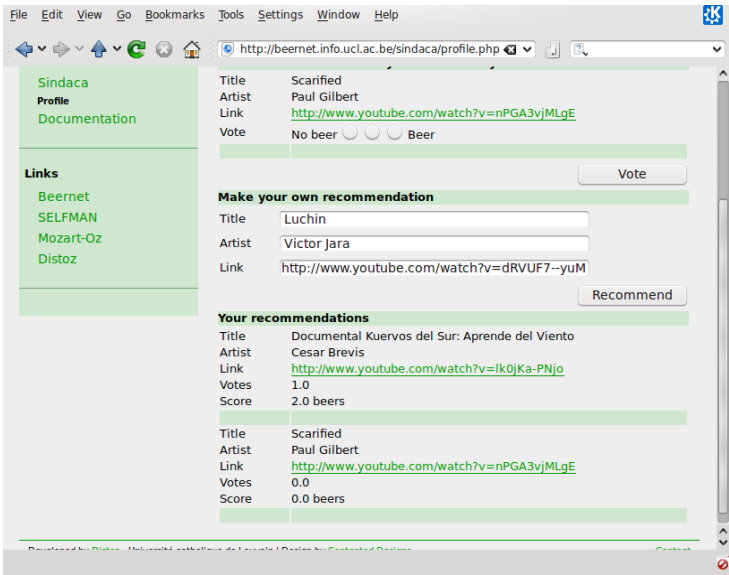 File Edit View Go Bookmarks Tools Settings Window Help
http://beernet.info.ucl.ac.be/sindaca/profile.php
Sindaca
Profile
Documentation
Links
Beernet
SELFMAN
Mozart-Oz
Distoz
Title Scarified
Artist Paul Gilbert
Link http://www.youtube.com/watch?v=nPGA3vjMLgE
Vote No beer Beer
Vote
Make your own recommendation
Title Luchin
Artist Victor Jara
Link http://www.youtube.com/watch?v=dRVUF7--yuM
Recommend
Your recommendations
Title Documental Kuervos del Sur: Aprende del Viento
Artist Cesar Brevis
Link http://www.youtube.com/watch?v=lk0jKa-PNjo
Votes 1.0
Score 2.0 beers
Title Scarified
Artist Paul Gilbert
Link http://www.youtube.com/watch?v=nPGA3vjMLgE
Votes 0.0
Score 0.0 beers